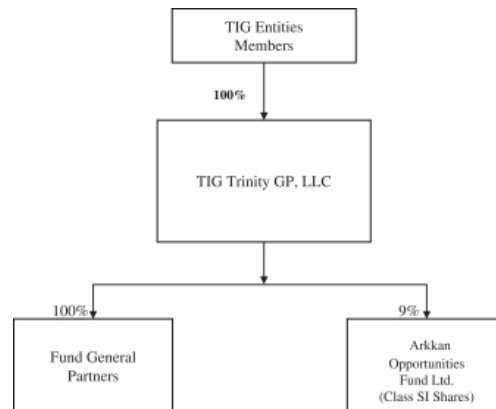 TIG Entities
Members
100%
TIG Trinity GP, LLC
100%
9%
Fund General
Partners
Arkkan
Opportunities
Fund Ltd.
(Class SI Shares)